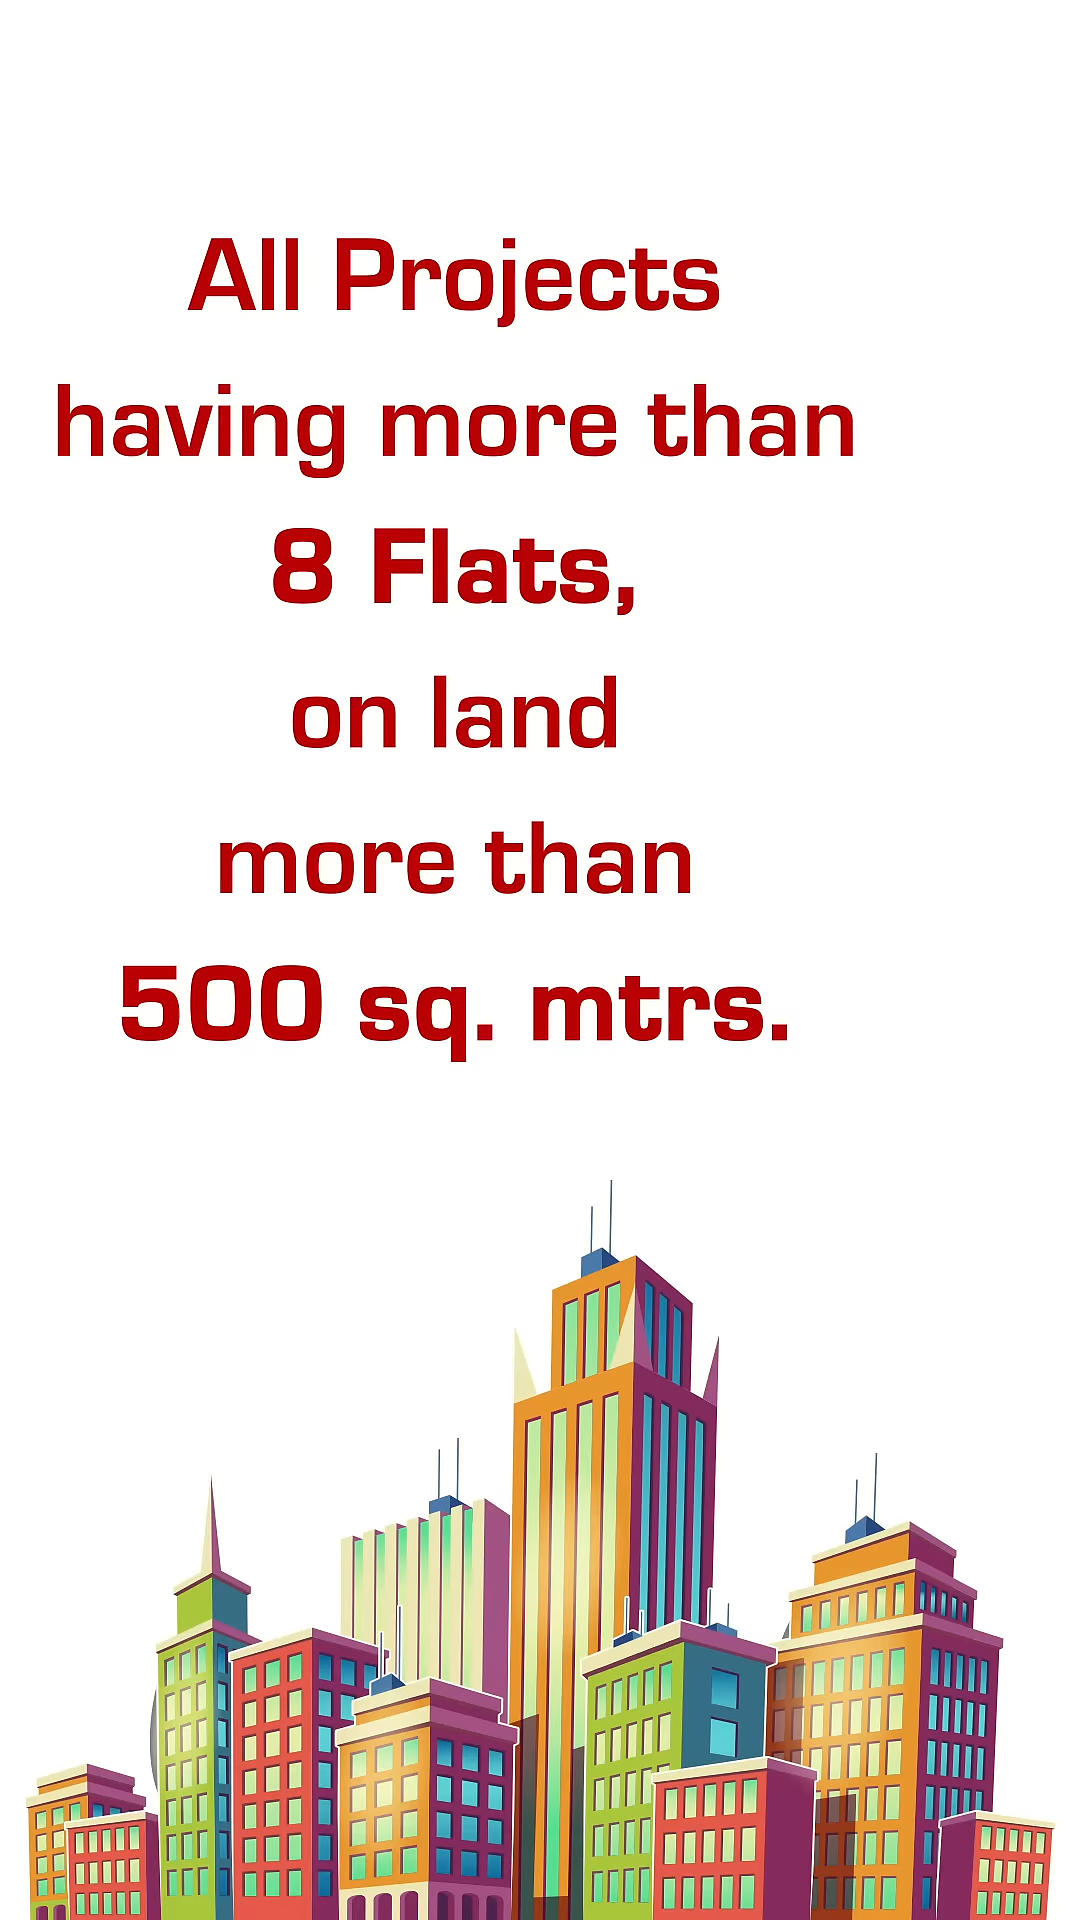 All Projects
having more than
8 Flats,
on land
more than
500 sq. mtrs.